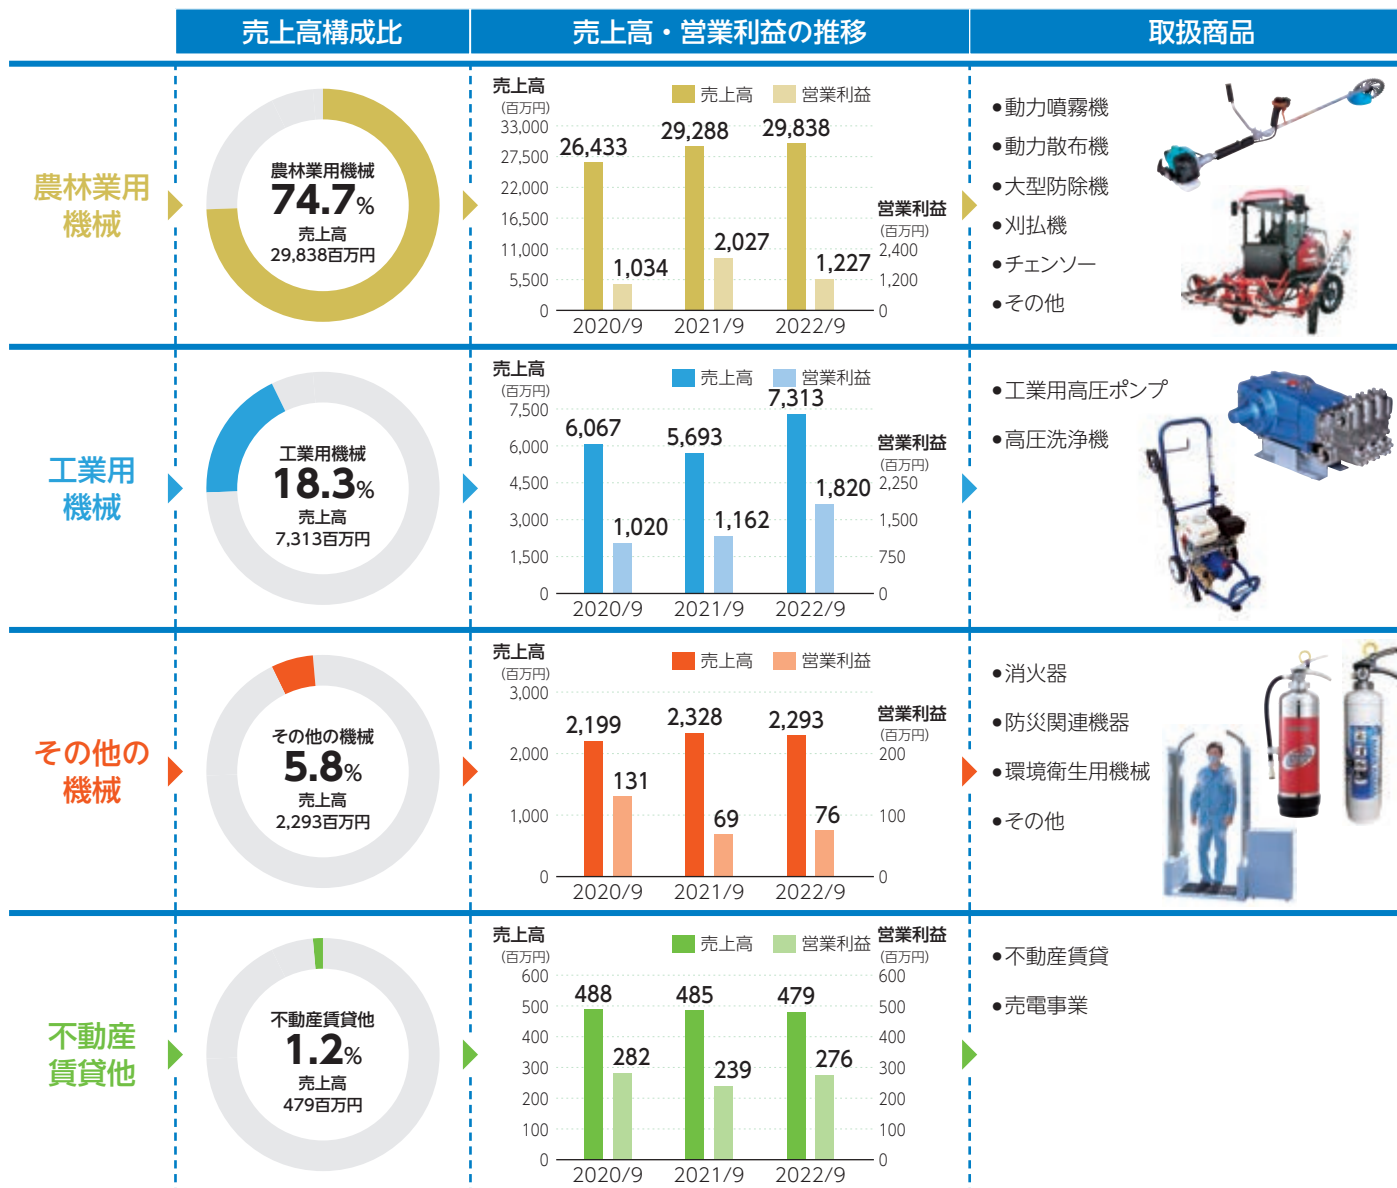 売上高構成比
売上高・営業利益の推移
取扱商品
農林業用
機械
農林業用機械
74.7%
売上高
29,838百万円
売上高
(百万円)
売上高
営業利益
33,000
27,500
22,000
16,500
11,000
5,500
0
26,433
29,288
29,838
1,034
2,027
1,227
営業利益
(百万円)
2,400
1,200
0
2020/9
2021/9
2022/9
●動力噴霧機
●動力散布機
●大型防除機
●刈払機
●チェンソー
●その他
工業用
機械
工業用機械
18.3%
売上高
7,313百万円
売上高
(百万円)
売上高
営業利益
7,500
6,000
4,500
3,000
1,500
0
6,067
5,693
7,313
1,020
1,162
1,820
営業利益
(百万円)
2,250
1,500
750
0
2020/9
2021/9
2022/9
●工業用高圧ポンプ
●高圧洗浄機
その他の
機械
その他の機械
5.8%
売上高
2,293百万円
売上高
(百万円)
売上高
営業利益
3,000
2,000
1,000
0
2,199
2,328
2,293
131
69
76
営業利益
(百万円)
200
100
0
2020/9
2021/9
2022/9
●消火器
●防災関連機器
●環境衛生用機械
●その他
不動産
賃貸他
不動産賃貸他
1.2%
売上高
479百万円
売上高
(百万円)
売上高
営業利益
600
500
400
300
200
100
0
488
485
479
282
239
276
営業利益
(百万円)
600
500
400
300
200
100
0
2020/9
2021/9
2022/9
●不動産賃貸
●売電事業